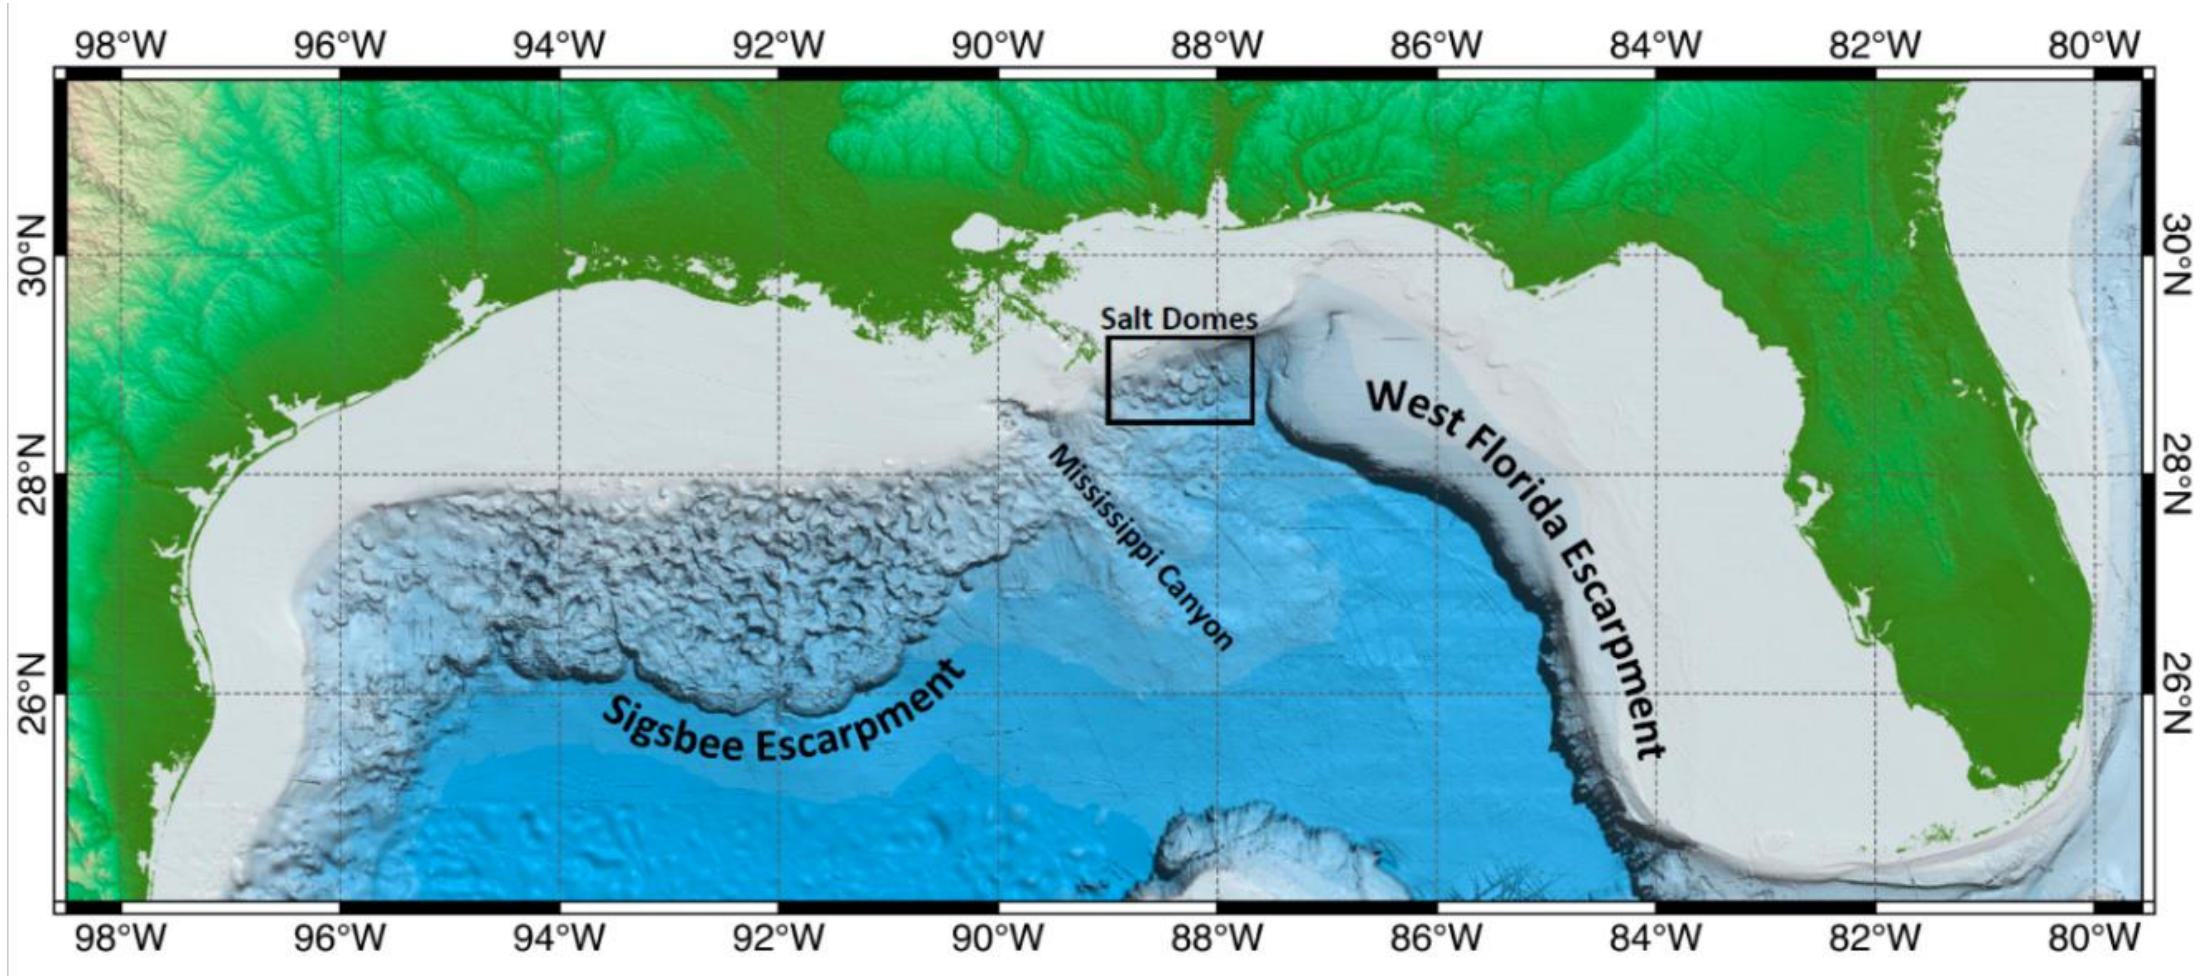 98°W 96°W 94°W 92°W 90°W 88°W 86°W 84°W 82°W 80°W
30°N 30°N
Salt Domes
West Florida Escarpment
28°N 28°N
Mississippi Canyon
26°N 26°N
Sigsbee Escarpment
98°W 96°W 94°W 92°W 90°W 88°W 86°W 84°W 82°W 80°W